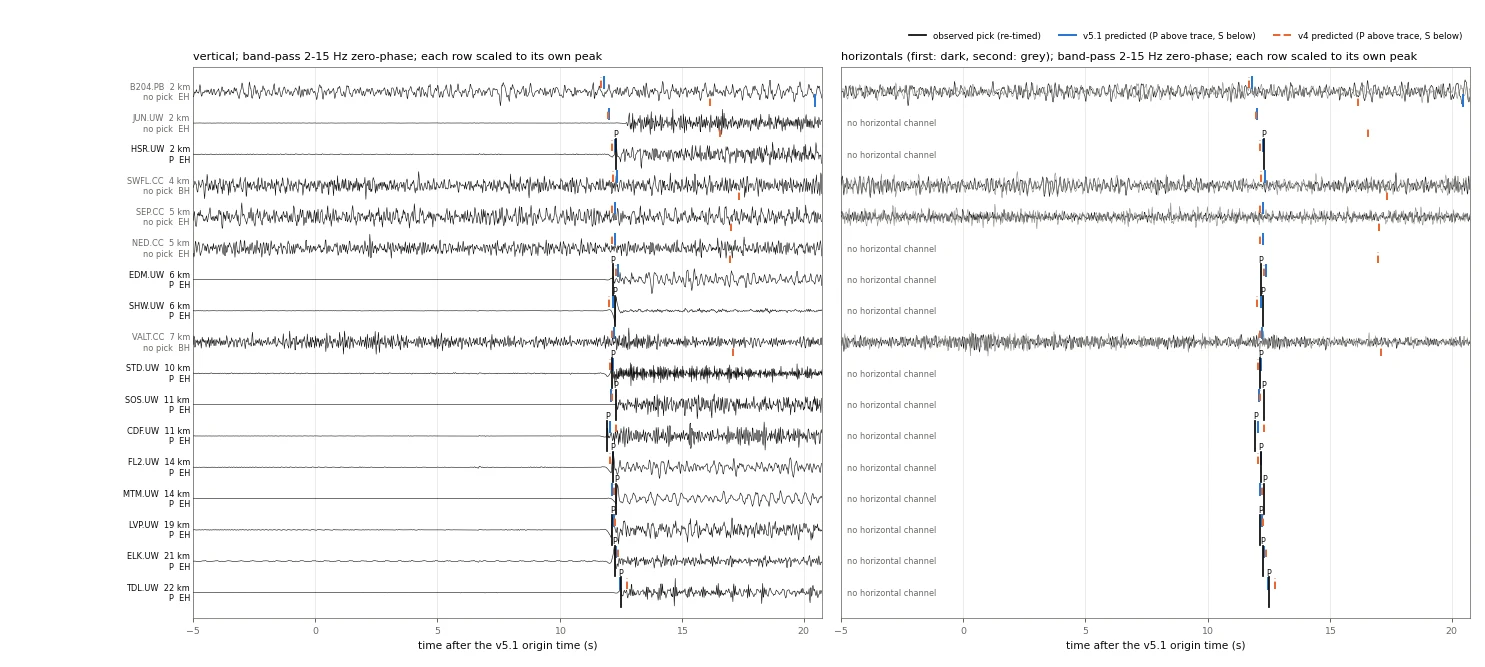 observed pick (re-timed)
v5.1 predicted (P above trace, S below)
v4 predicted (P above trace, S below)
vertical; band-pass 2-15 Hz zero-phase; each row scaled to its own peak
horizontals (first: dark, second: grey); band-pass 2-15 Hz zero-phase; each row scaled to its own peak
B204.PB 2 km
no pick EH
JUN.UW 2 km
no pick EH
no horizontal channel
P
P
HSR.UW 2 km
P EH
no horizontal channel
SWFL.CC 4 km
no pick BH
SEP.CC 5 km
no pick EH
NED.CC 5 km
no pick EH
no horizontal channel
P
P
EDM.UW 6 km
P EH
no horizontal channel
P
P
SHW.UW 6 km
P EH
no horizontal channel
VALT.CC 7 km
no pick BH
P
P
STD.UW 10 km
P EH
no horizontal channel
P
P
SOS.UW 11 km
P EH
no horizontal channel
P
P
CDF.UW 11 km
P EH
no horizontal channel
P
P
FL2.UW 14 km
P EH
no horizontal channel
P
P
MTM.UW 14 km
P EH
no horizontal channel
P
P
LVP.UW 19 km
P EH
no horizontal channel
P
P
ELK.UW 21 km
P EH
no horizontal channel
P
P
TDL.UW 22 km
P EH
no horizontal channel
−5 0 5 10 15 20
−5 0 5 10 15 20
time after the v5.1 origin time (s)
time after the v5.1 origin time (s)